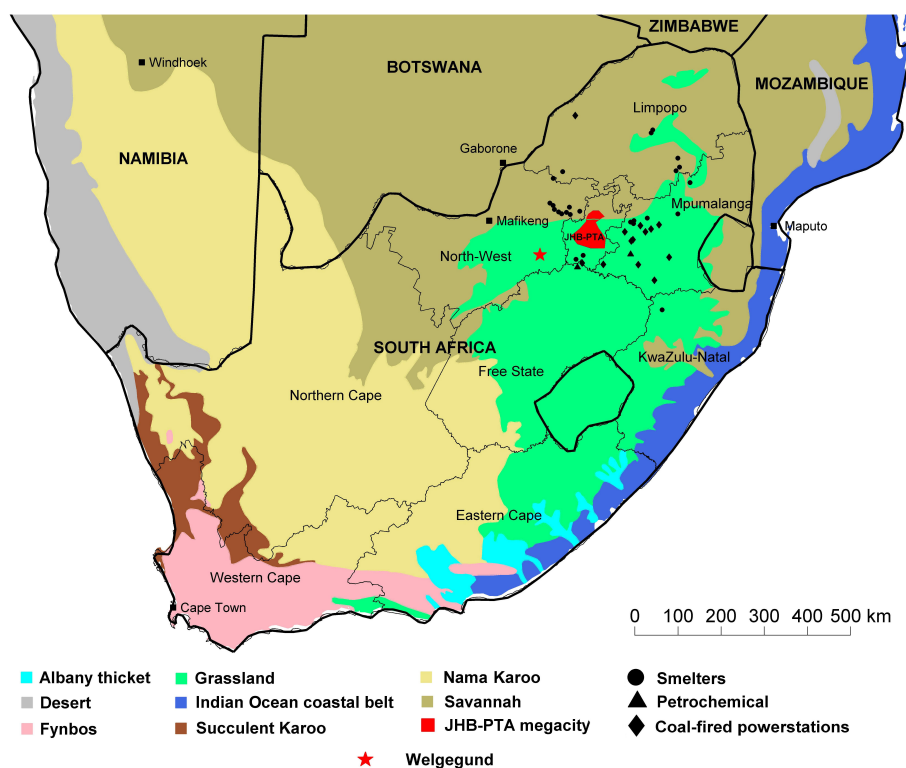 ZIMBABWE
Windhoek
BOTSWANA
MOZAMBIQUE
Limpopo
NAMIBIA
Gaborone
Mpumalanga
Mafikeng
Maputo
JHB-PTA
North-West
SOUTH AFRICA
KwaZulu-Natal
Free State
Northern Cape
Eastern Cape
Western Cape
Cape Town
0 100 200 300 400 500 km
Albany thicket
Grassland
Nama Karoo
Smelters
Desert
Indian Ocean coastal belt
Savannah
Petrochemical
Fynbos
Succulent Karoo
JHB-PTA megacity
Coal-fired powerstations
Welgegund